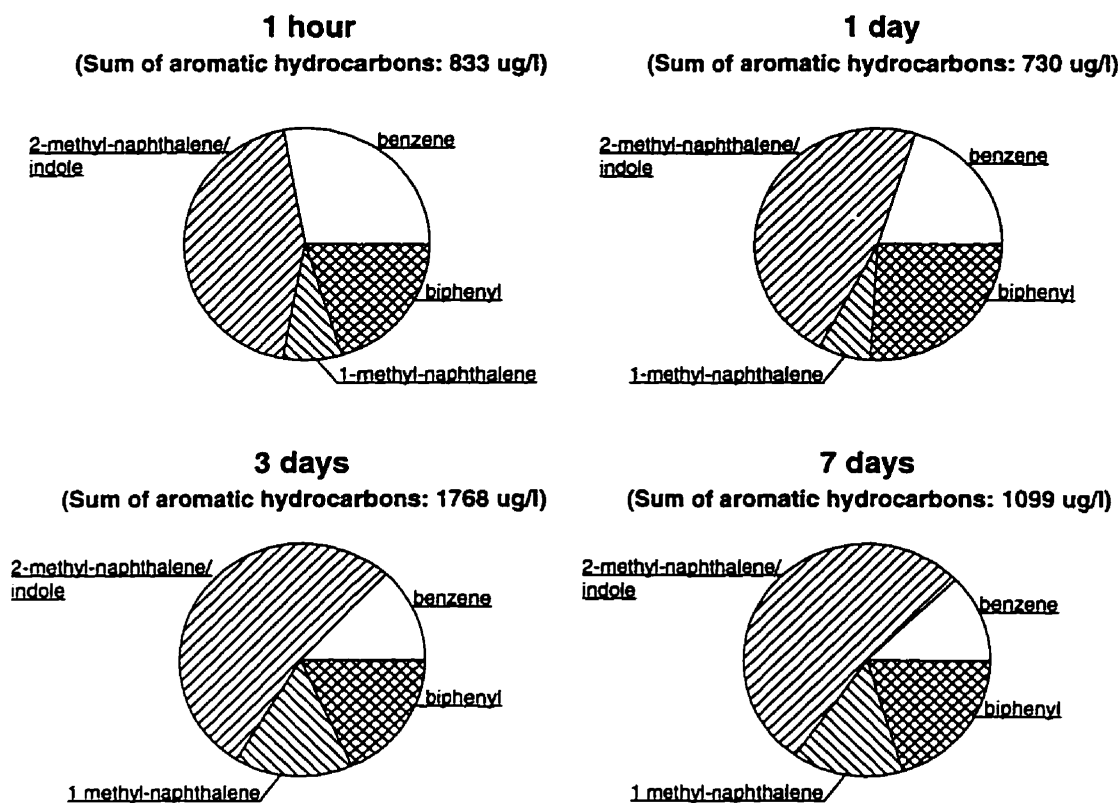 1 hour
(Sum of aromatic hydrocarbons: 833 ug/l)
2-methyl-naphthalene/
indole
benzene
biphenyl
1-methyl-naphthalene
1 day
(Sum of aromatic hydrocarbons: 730 ug/l)
2-methyl-naphthalene/
indole
benzene
biphenyl
1-methyl-naphthalene
3 days
(Sum of aromatic hydrocarbons: 1768 ug/l)
2-methyl-naphthalene/
indole
benzene
biphenyl
1 methyl-naphthalene
7 days
(Sum of aromatic hydrocarbons: 1099 ug/l)
2-methyl-naphthalene/
indole
benzene
biphenyl
1 methyl-naphthalene